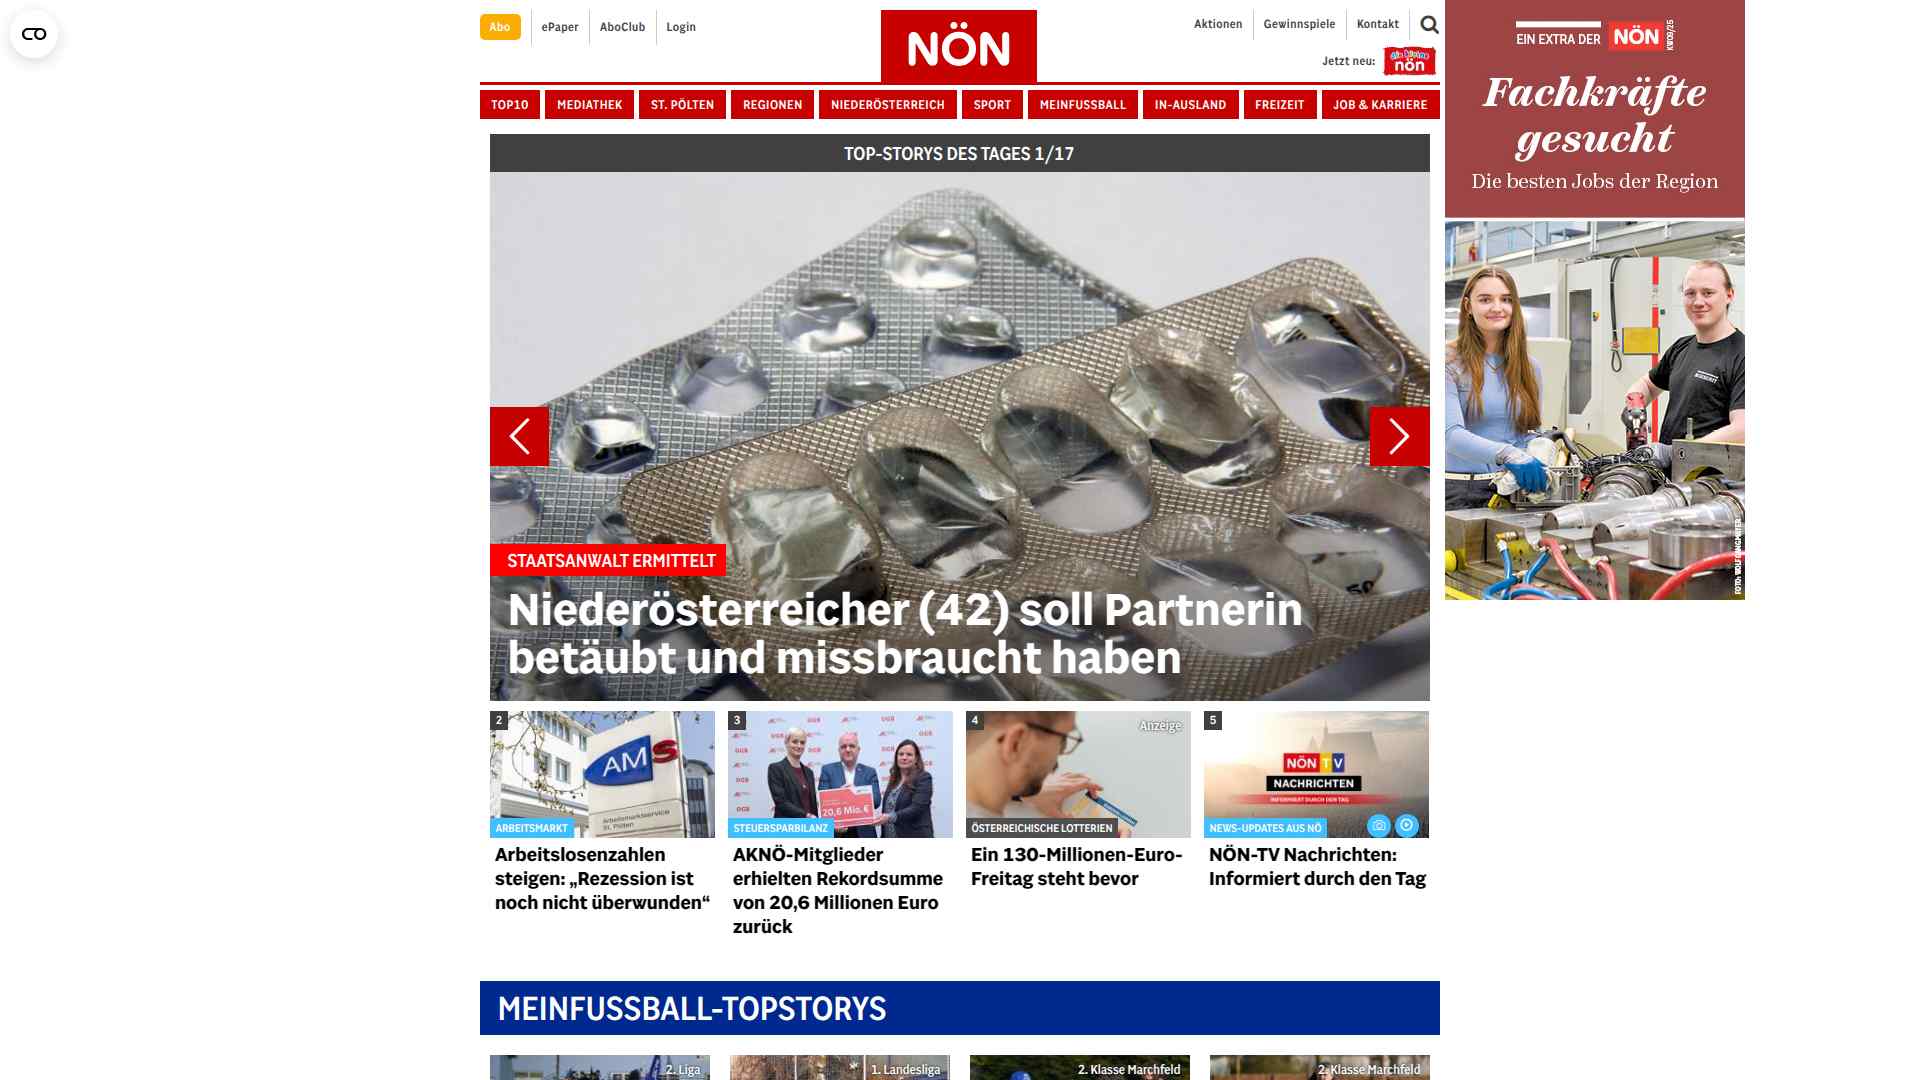 Abo
ePaper
AboClub
Login
NÖN
Aktionen
Gewinnspiele
Kontakt
Jetzt neu:
die kleine
nön
TOP10
MEDIATHEK
ST. PÖLTEN
REGIONEN
NIEDERÖSTERREICH
SPORT
MEINFUSSBALL
IN-AUSLAND
FREIZEIT
JOB & KARRIERE
EIN EXTRA DER NÖN
KW09/25
Fachkräfte
gesucht
Die besten Jobs der Region
TOP-STORYS DES TAGES 1/17
STAATSANWALT ERMITTELT
Niederösterreicher (42) soll Partnerin
betäubt und missbraucht haben
2
AMS
Arbeitsmarktservice
St. Pölten
ARBEITSMARKT
Arbeitslosenzahlen
steigen: „Rezession ist
noch nicht überwunden“
3
ÖGB
20,6 Mio. €
STEUERSPARBILANZ
AKNÖ-Mitglieder
erhielten Rekordsumme
von 20,6 Millionen Euro
zurück
4
Anzeige
ÖSTERREICHISCHE LOTTERIEN
Ein 130-Millionen-Euro-
Freitag steht bevor
5
NÖN TV
NACHRICHTEN
INFORMIERT DURCH DEN TAG
NEWS-UPDATES AUS NÖ
NÖN-TV Nachrichten:
Informiert durch den Tag
MEINFUSSBALL-TOPSTORYS
2. Liga
1. Landesliga
2. Klasse Marchfeld
2. Klasse Marchfeld